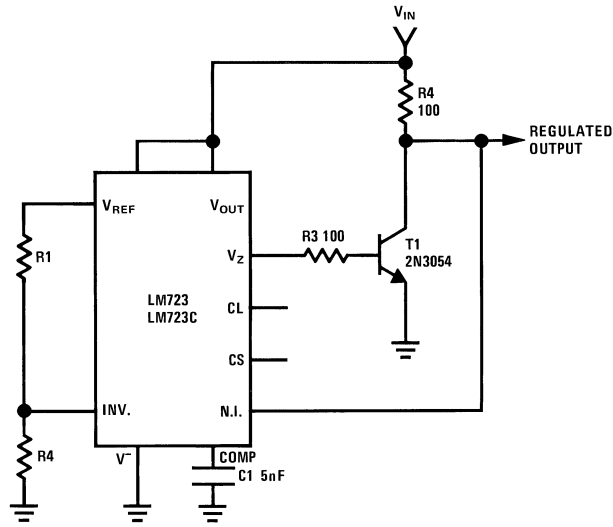 VIN
R4
100
REGULATED
OUTPUT
VREF
VOUT
R1
R3 100
T1
2N3054
VZ
LM723
LM723C
CL
CS
INV.
N.I.
R4
V−
COMP
C1 5nF